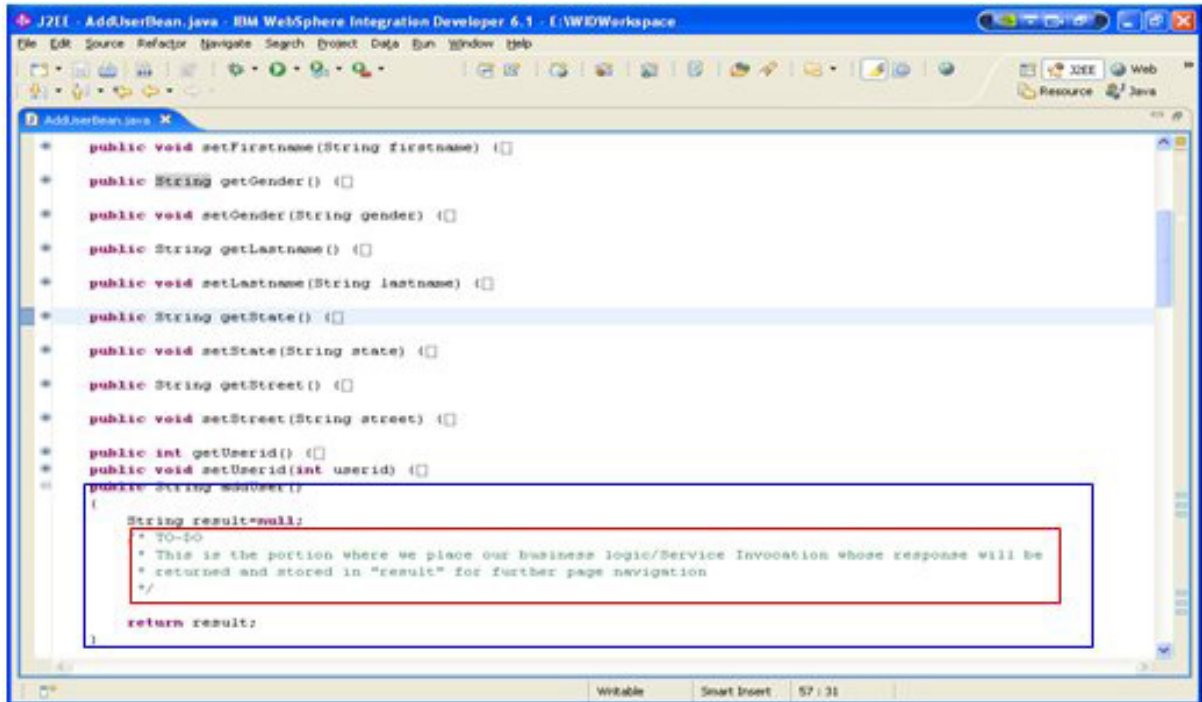 J2EE - AddUserBean.java - IBM WebSphere Integration Developer 6.1 - E:\WIDWorkspace
File Edit Source Refactor Navigate Search Project Data Run Window Help
J2EE Web
Resource Java
AddUserBean.java
public void setFirstname(String firstname) {
public String getGender() {
public void setGender(String gender) {
public String getLastname() {
public void setLastname(String lastname) {
public String getState() {
public void setState(String state) {
public String getStreet() {
public void setStreet(String street) {
public int getUserid() {
public void setUserid(int userid) {
public String addUser()
{
String result=null;
/* TO-DO
* This is the portion where we place our business logic/Service Invocation whose response will be
* returned and stored in "result" for further page navigation
*/
return result;
}
Writable Smart Insert 57 : 31